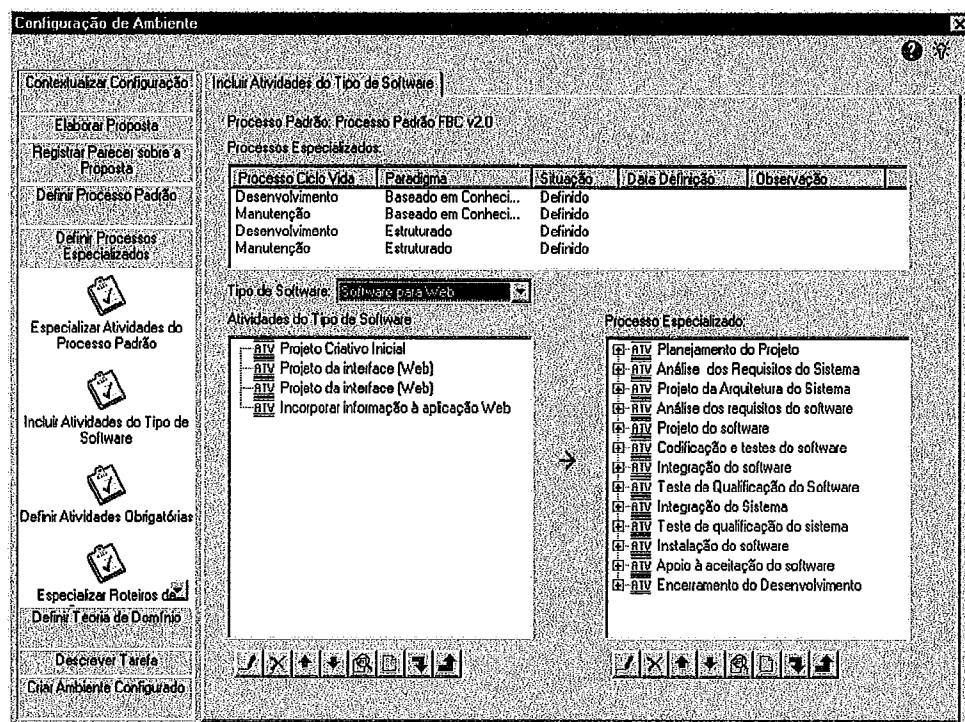 Configuração de Ambiente
Contextualizar Configuração
Elaborar Proposta
Registrar Parecer sobre a
Proposta
Definir Processo Padrão
Definir Processos
Especializados
Especializar Atividades do
Processo Padrão
Incluir Atividades do Tipo de
Software
Definir Atividades Obrigatórias
Especializar Roteiros de
Definir Teoria de Domínio
Descrever Tarefa
Criar Ambiente Configurado
Incluir Atividades do Tipo de Software
Processo Padrão: Processo Padrão FBC v2.0
Processos Especializados:
Processo Ciclo Vida Paradigma Situação Data Definição Observação
Desenvolvimento Baseado em Conheci... Definido
Manutenção Baseado em Conheci... Definido
Desenvolvimento Estruturado Definido
Manutenção Estruturado Definido
Tipo de Software: Software para Web
Atividades do Tipo de Software
ATV Projeto Criativo Inicial
ATV Projeto da interface (Web)
ATV Projeto da interface (Web)
ATV Incorporar informação à aplicação Web
Processo Especializado:
ATV Planejamento do Projeto
ATV Análise dos Requisitos do Sistema
ATV Projeto da Arquitetura do Sistema
ATV Análise dos requisitos do software
ATV Projeto do software
ATV Codificação e testes do software
ATV Integração do software
ATV Teste de Qualificação do Software
ATV Integração do Sistema
ATV Teste de qualificação do sistema
ATV Instalação do software
ATV Apoio à aceitação do software
ATV Encerramento do Desenvolvimento